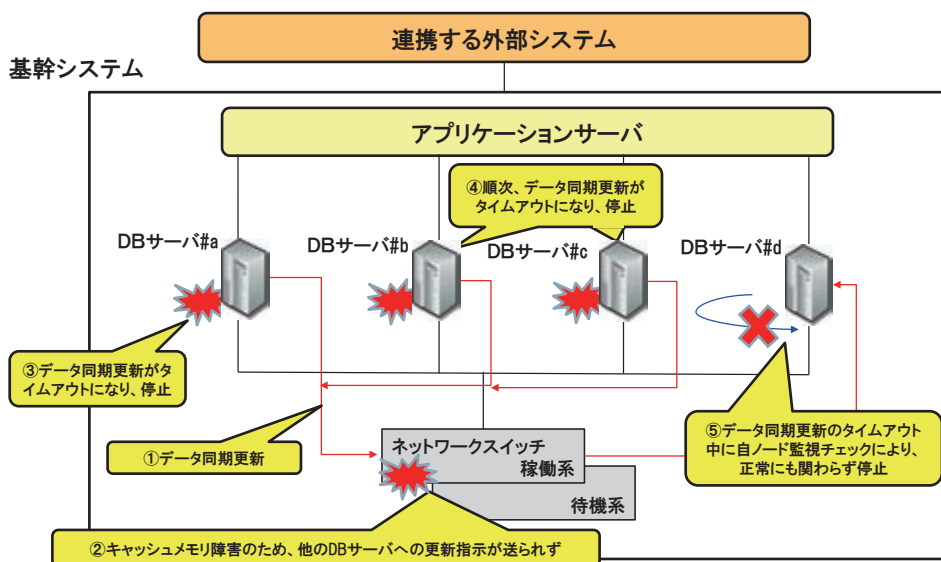 連携する外部システム
基幹システム
アプリケーションサーバ
④順次、データ同期更新が
タイムアウトになり、停止
DBサーバ#a
DBサーバ#b
DBサーバ#c
DBサーバ#d
③データ同期更新がタ
イムアウトになり、停止
①データ同期更新
ネットワークスイッチ
稼働系
待機系
⑤データ同期更新のタイムアウト
中に自ノード監視チェックにより、
正常にも関わらず停止
②キャッシュメモリ障害のため、他のDBサーバへの更新指示が送られず